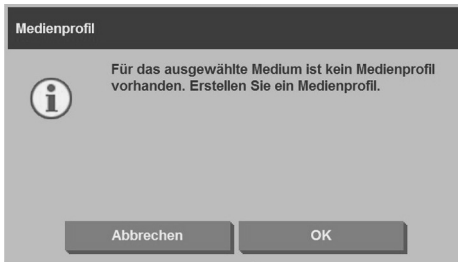 Medienprofil
Für das ausgewählte Medium ist kein Medienprofil
vorhanden. Erstellen Sie ein Medienprofil.
Abbrechen
OK